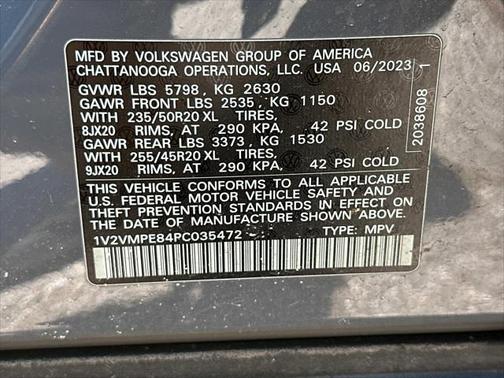 MFD BY VOLKSWAGEN GROUP OF AMERICA
CHATTANOOGA OPERATIONS, LLC. USA 06/2023
GVWR LBS 5798, KG 2630
GAWR FRONT LBS 2535, KG 1150
235/50R20 XL TIRES,
8JX20 RIMS, AT 290 KPA, 42 PSI COLD
GAWR REAR LBS 3373, KG 1530
255/45R20 XL TIRES,
9JX20 RIMS, AT 290 KPA, 42 PSI COLD
THIS VEHICLE CONFORMS TO ALL APPLICABLE
U.S. FEDERAL MOTOR VEHICLE SAFETY AND
THEFT PREVENTION STANDARDS IN EFFECT ON
THE DATE OF MANUFACTURE SHOWN ABOVE.
1V2VMPE84PC035472 TYPE: MPV
2038608 1